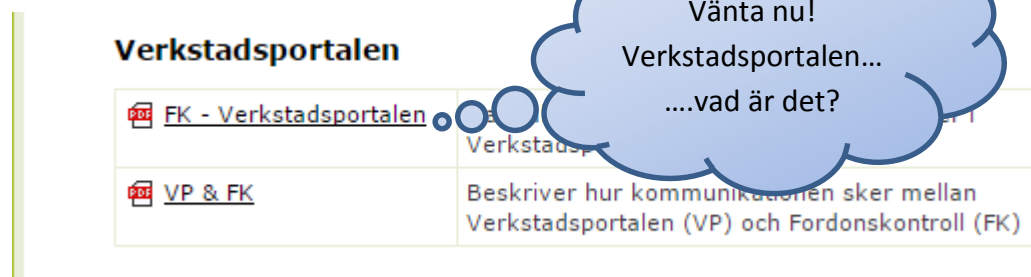 Vänta nu!
Verkstadsportalen...
....vad är det?
Verkstadsportalen
FK - Verkstadsportalen
VP & FK
Beskriver hur kommunikationen sker mellan
Verkstadsportalen (VP) och Fordonskontroll (FK)